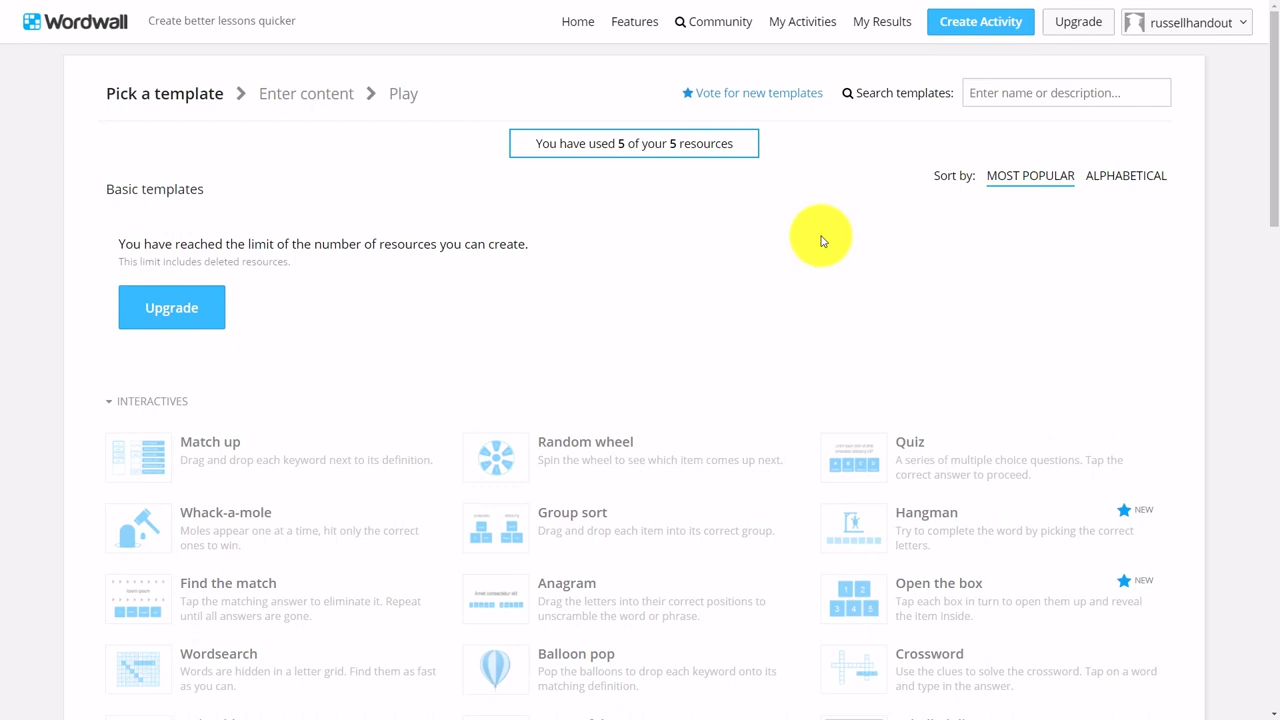 Wordwall
Create better lessons quicker
Home
Features
Community
My Activities
My Results
Create Activity
Upgrade
russellhandout
Pick a template
Enter content
Play
Vote for new templates
Search templates:
Enter name or description...
You have used 5 of your 5 resources
Sort by:
MOST POPULAR
ALPHABETICAL
Basic templates
You have reached the limit of the number of resources you can create.
This limit includes deleted resources.
Upgrade
INTERACTIVES
Match up
Drag and drop each keyword next to its definition.
Random wheel
Spin the wheel to see which item comes up next.
Quiz
A series of multiple choice questions. Tap the
correct answer to proceed.
Whack-a-mole
Moles appear one at a time, hit only the correct
ones to win.
Group sort
Drag and drop each item into its correct group.
Hangman
NEW
Try to complete the word by picking the correct
letters.
Find the match
Tap the matching answer to eliminate it. Repeat
until all answers are gone.
Anagram
Drag the letters into their correct positions to
unscramble the word or phrase.
Open the box
NEW
Tap each box in turn to open them up and reveal
the item inside.
Wordsearch
Words are hidden in a letter grid. Find them as fast
as you can.
Balloon pop
Pop the balloons to drop each keyword onto its
matching definition.
Crossword
Use the clues to solve the crossword. Tap on a word
and type in the answer.